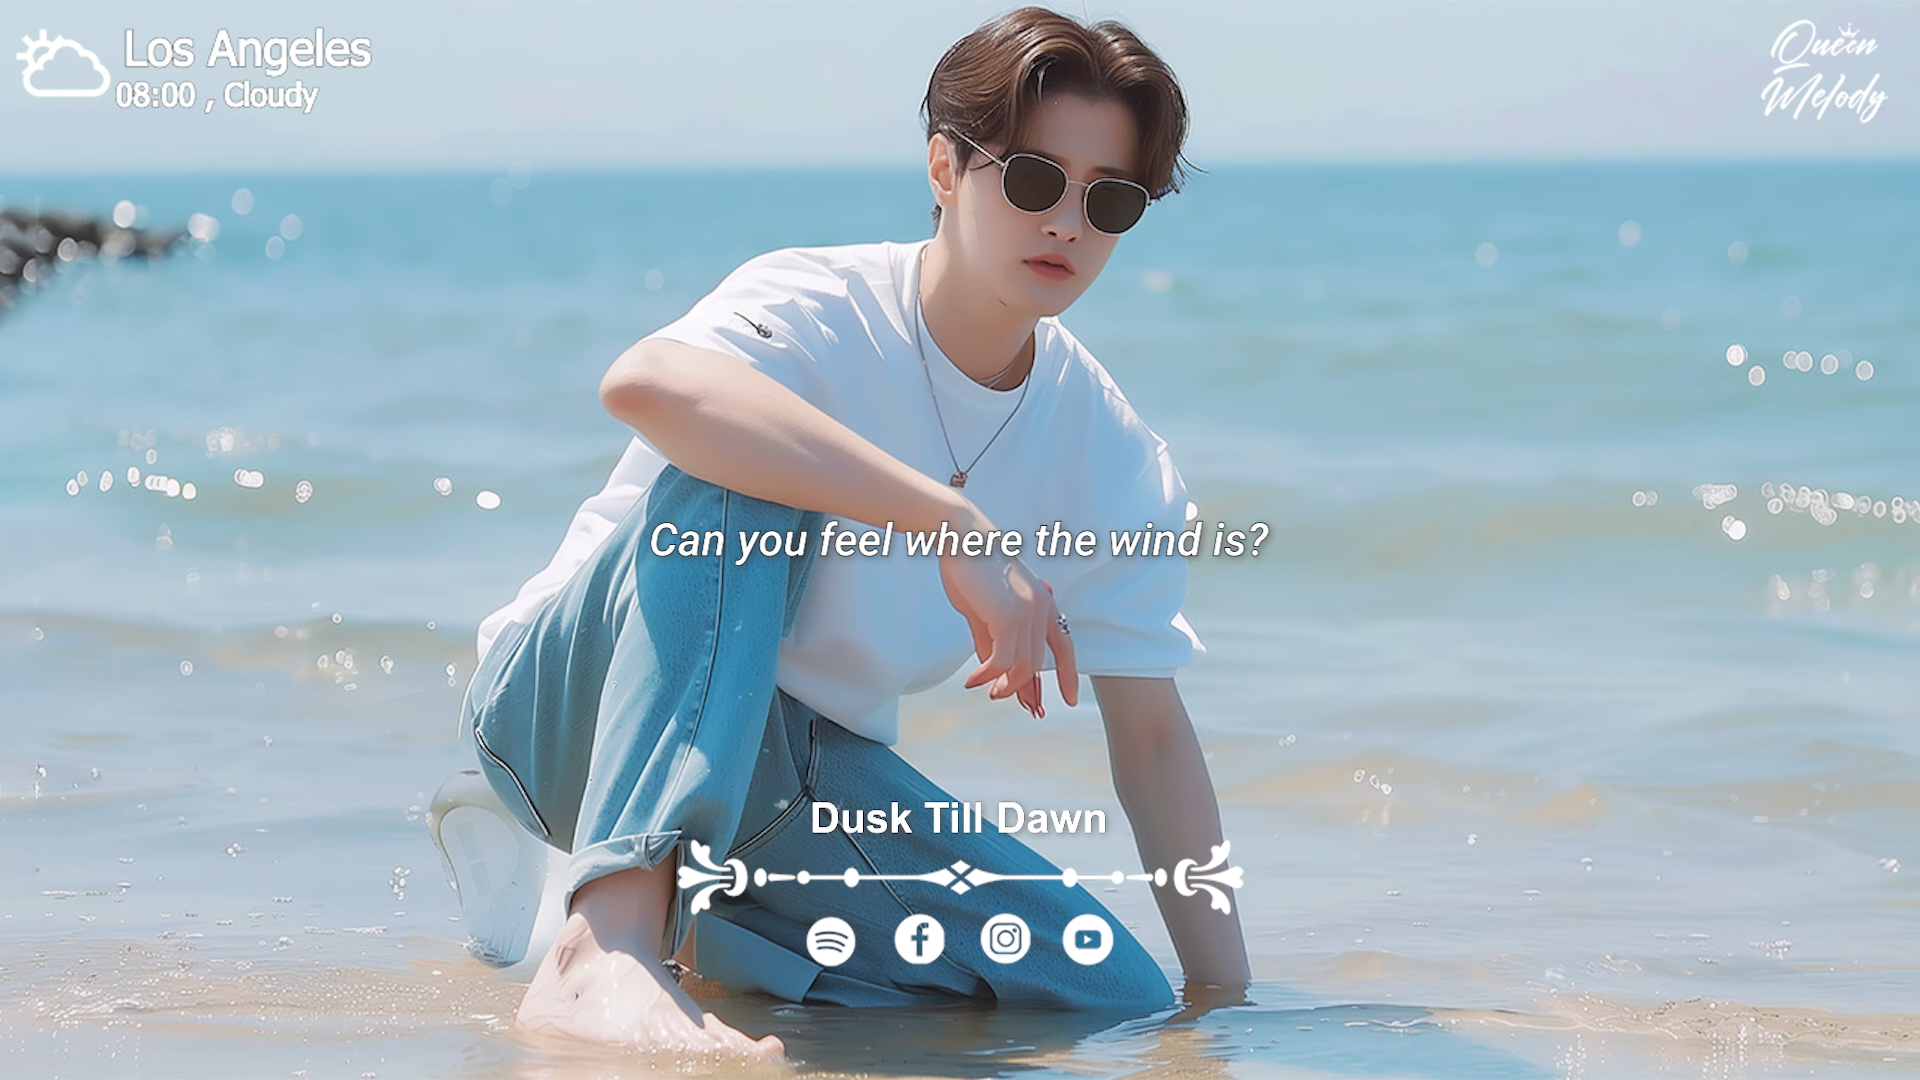 Los Angeles
08:00 , Cloudy
Queen
Melody
Can you feel where the wind is?
Dusk Till Dawn